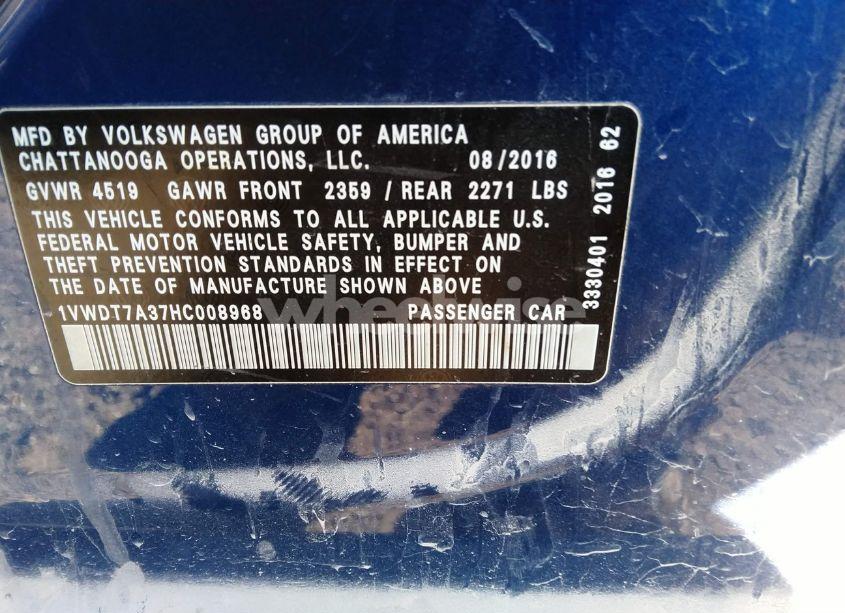 MFD BY VOLKSWAGEN GROUP OF AMERICA
CHATTANOOGA OPERATIONS, LLC. 08/2016
GVWR 4519 GAWR FRONT 2359 / REAR 2271 LBS
THIS VEHICLE CONFORMS TO ALL APPLICABLE U.S.
FEDERAL MOTOR VEHICLE SAFETY, BUMPER AND
THEFT PREVENTION STANDARDS IN EFFECT ON
THE DATE OF MANUFACTURE SHOWN ABOVE
1VWDT7A37HC008968 PASSENGER CAR
3330401 2016 62
wheelwise